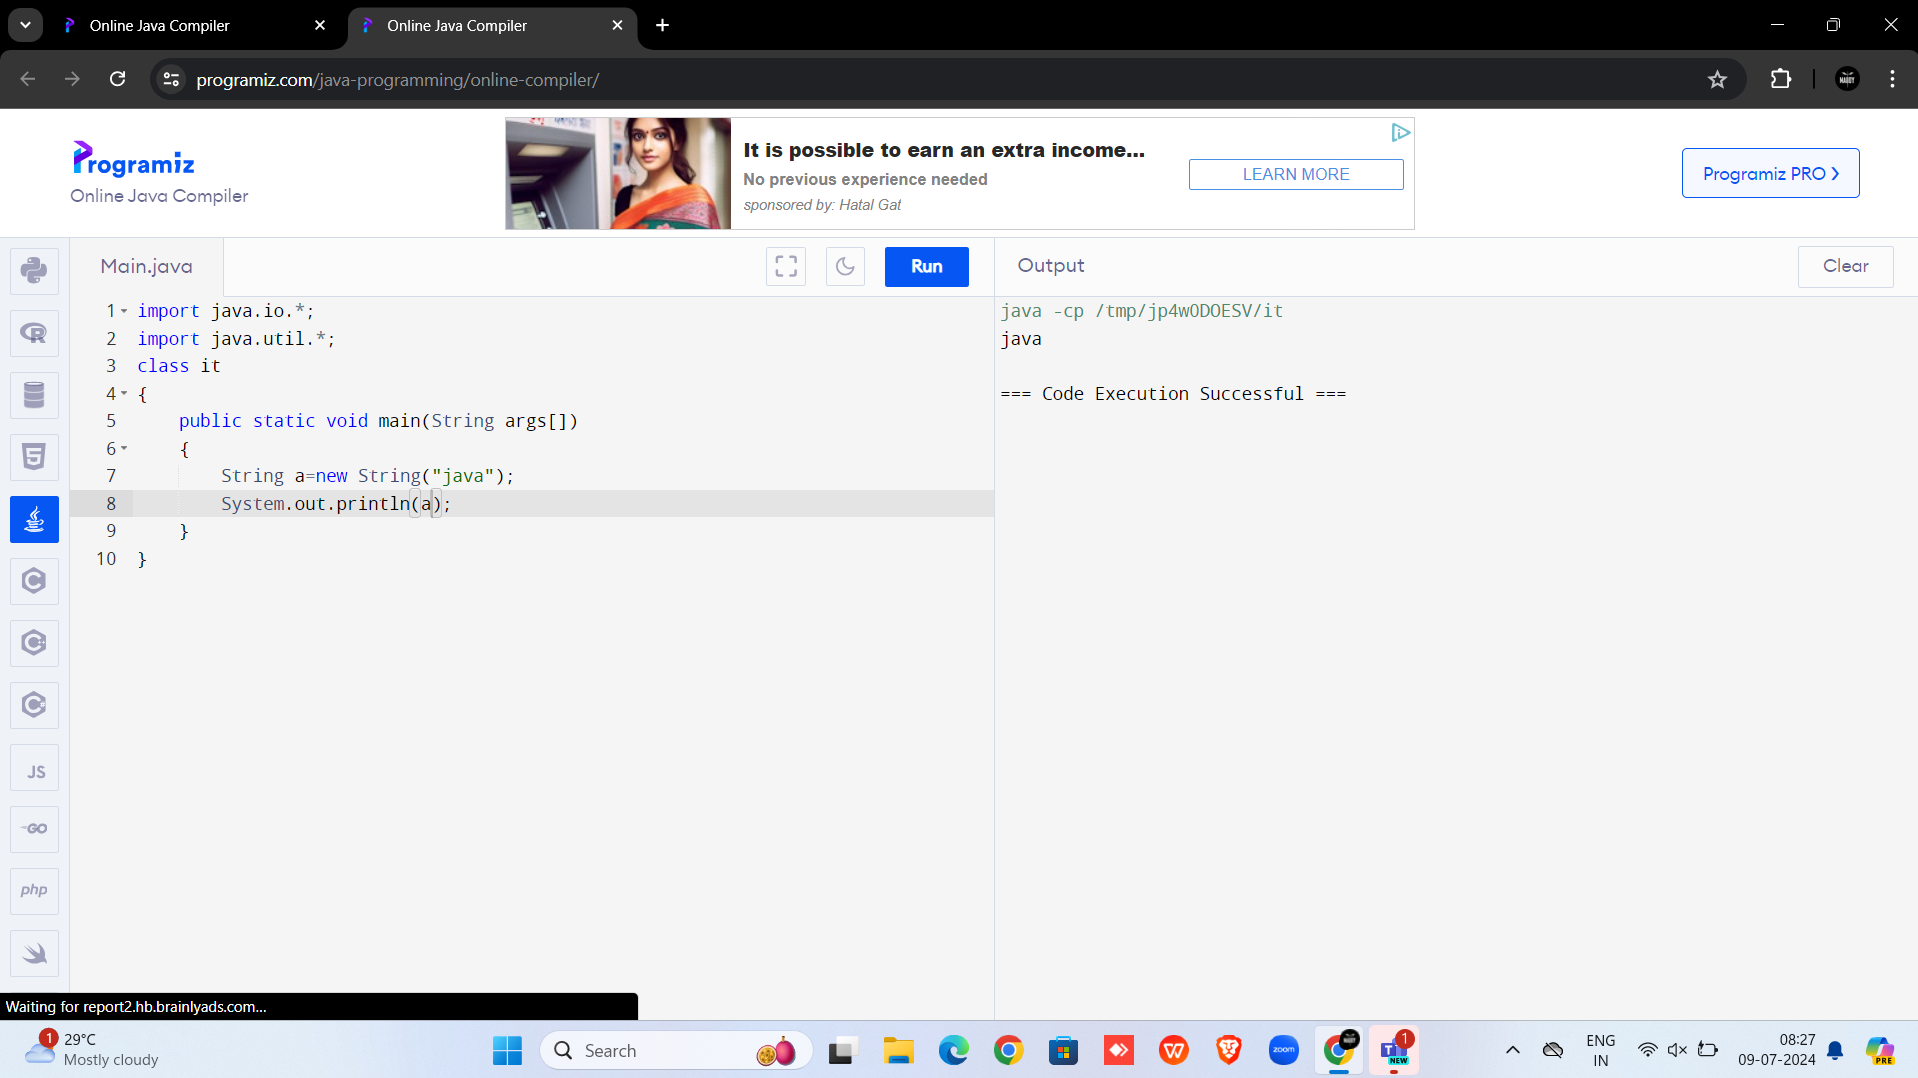 Online Java Compiler
Online Java Compiler
programiz.com/java-programming/online-compiler/
Programiz
Online Java Compiler
It is possible to earn an extra income...
No previous experience needed
sponsored by: Hatal Gat
LEARN MORE
Programiz PRO ›
Main.java
Run
1 import java.io.*;
2 import java.util.*;
3 class it
4 {
5 public static void main(String args[])
6 {
7 String a=new String("java");
8 System.out.println(a);
9 }
10 }
Output
Clear
java -cp /tmp/jp4wODOESV/it
java
=== Code Execution Successful ===
JS
GO
php
Waiting for report2.hb.brainlyads.com...
1
29°C
Mostly cloudy
Search
zoom
1
NEW
ENG
IN
08:27
09-07-2024
PRE